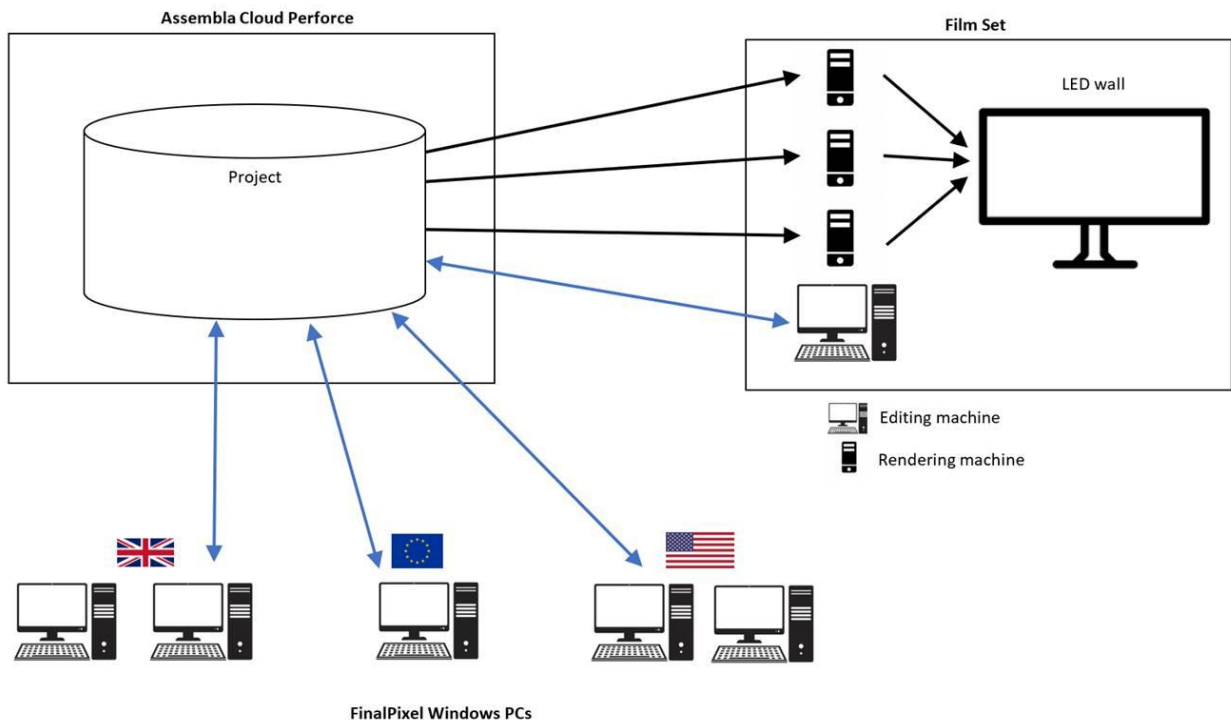 Assembla Cloud Perforce
Film Set
LED wall
Project
Editing machine
Rendering machine
FinalPixel Windows PCs